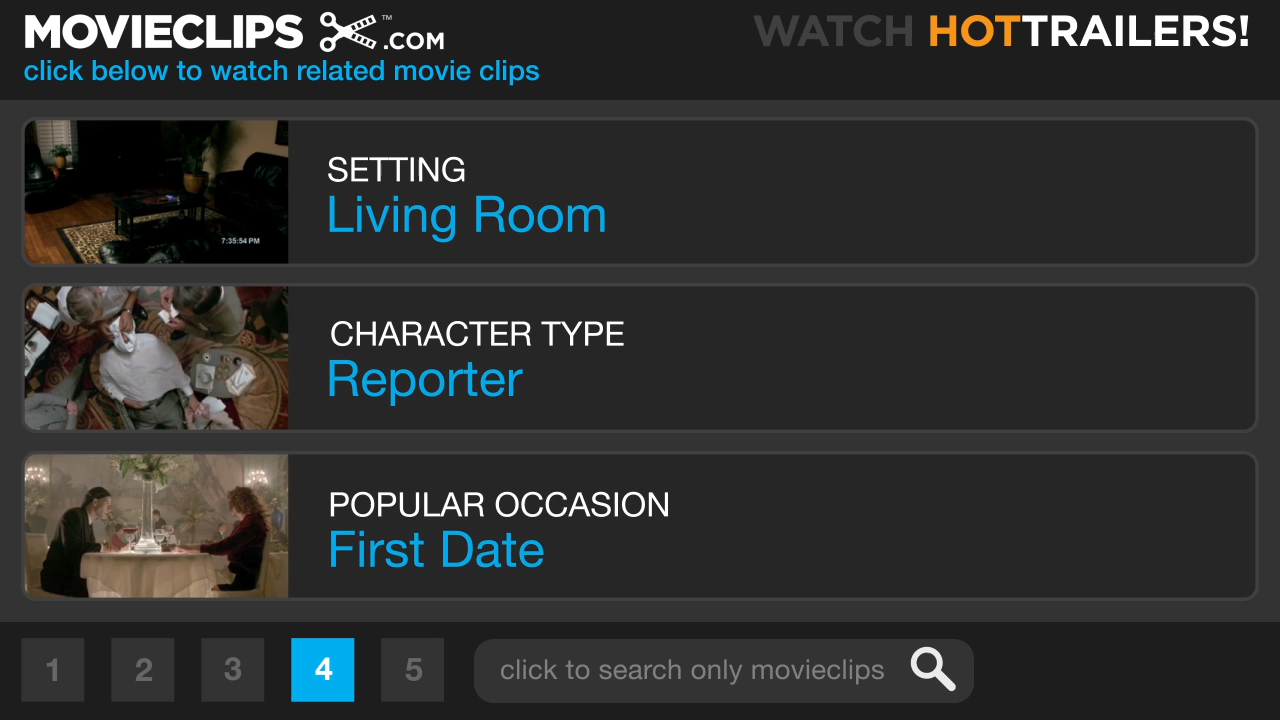 MOVIECLIPS ™ .COM
WATCH HOTTRAILERS!
click below to watch related movie clips
SETTING
Living Room
7:35:54 PM
CHARACTER TYPE
Reporter
POPULAR OCCASION
First Date
1 2 3 4 5 click to search only movieclips